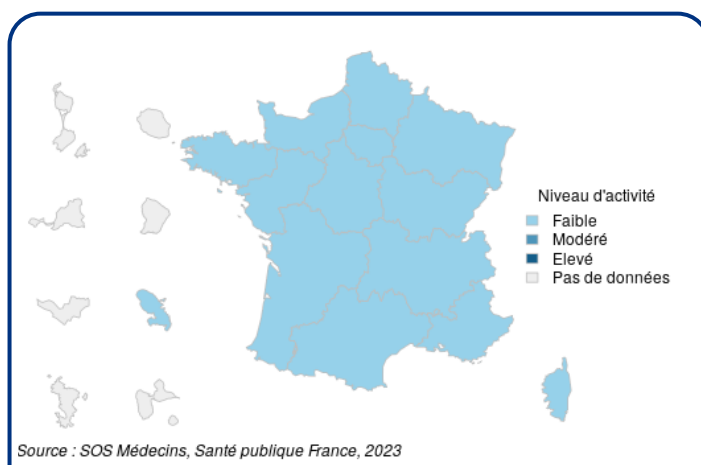 Niveau d'activité
Faible
Modéré
Elevé
Pas de données
Source : SOS Médecins, Santé publique France, 2023